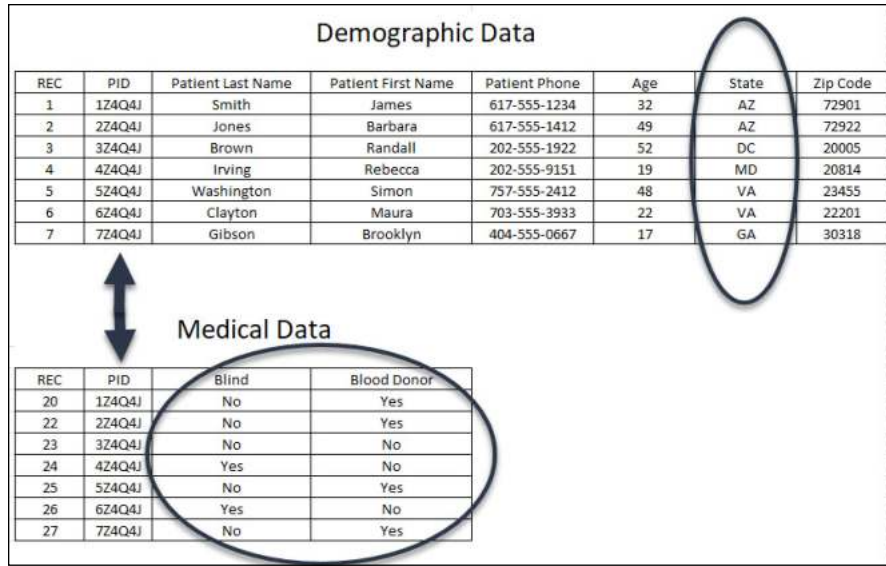 Demographic Data
REC PID Patient Last Name Patient First Name Patient Phone Age State Zip Code
1 1Z4Q4J Smith James 617-555-1234 32 AZ 72901
2 2Z4Q4J Jones Barbara 617-555-1412 49 AZ 72922
3 3Z4Q4J Brown Randall 202-555-1922 52 DC 20005
4 4Z4Q4J Irving Rebecca 202-555-9151 19 MD 20814
5 5Z4Q4J Washington Simon 757-555-2412 48 VA 23455
6 6Z4Q4J Clayton Maura 703-555-3933 22 VA 22201
7 7Z4Q4J Gibson Brooklyn 404-555-0667 17 GA 30318
Medical Data
REC PID Blind Blood Donor
20 1Z4Q4J No Yes
22 2Z4Q4J No Yes
23 3Z4Q4J No No
24 4Z4Q4J Yes No
25 5Z4Q4J No Yes
26 6Z4Q4J Yes No
27 7Z4Q4J No Yes